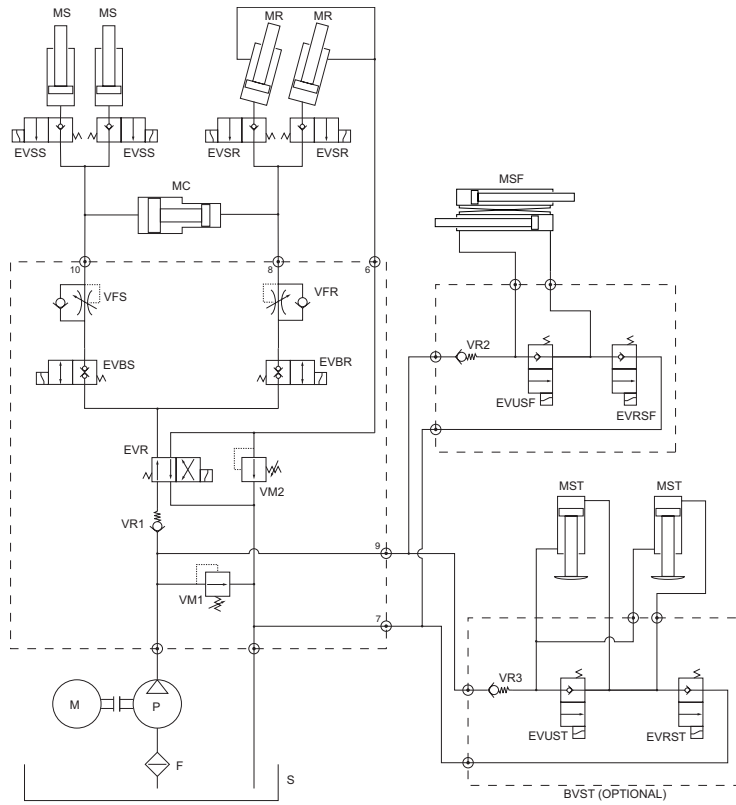 MS MS MR MR
EVSS EVSS EVSR EVSR
MC
MSF
10 8 6
VFS VFR
VR2
EVBS EVBR
EVUSF EVRSF
EVR
VM2
MST MST
VR1
9
VM1
7
VR3
M P
EVUST EVRST
F
S
BVST (OPTIONAL)